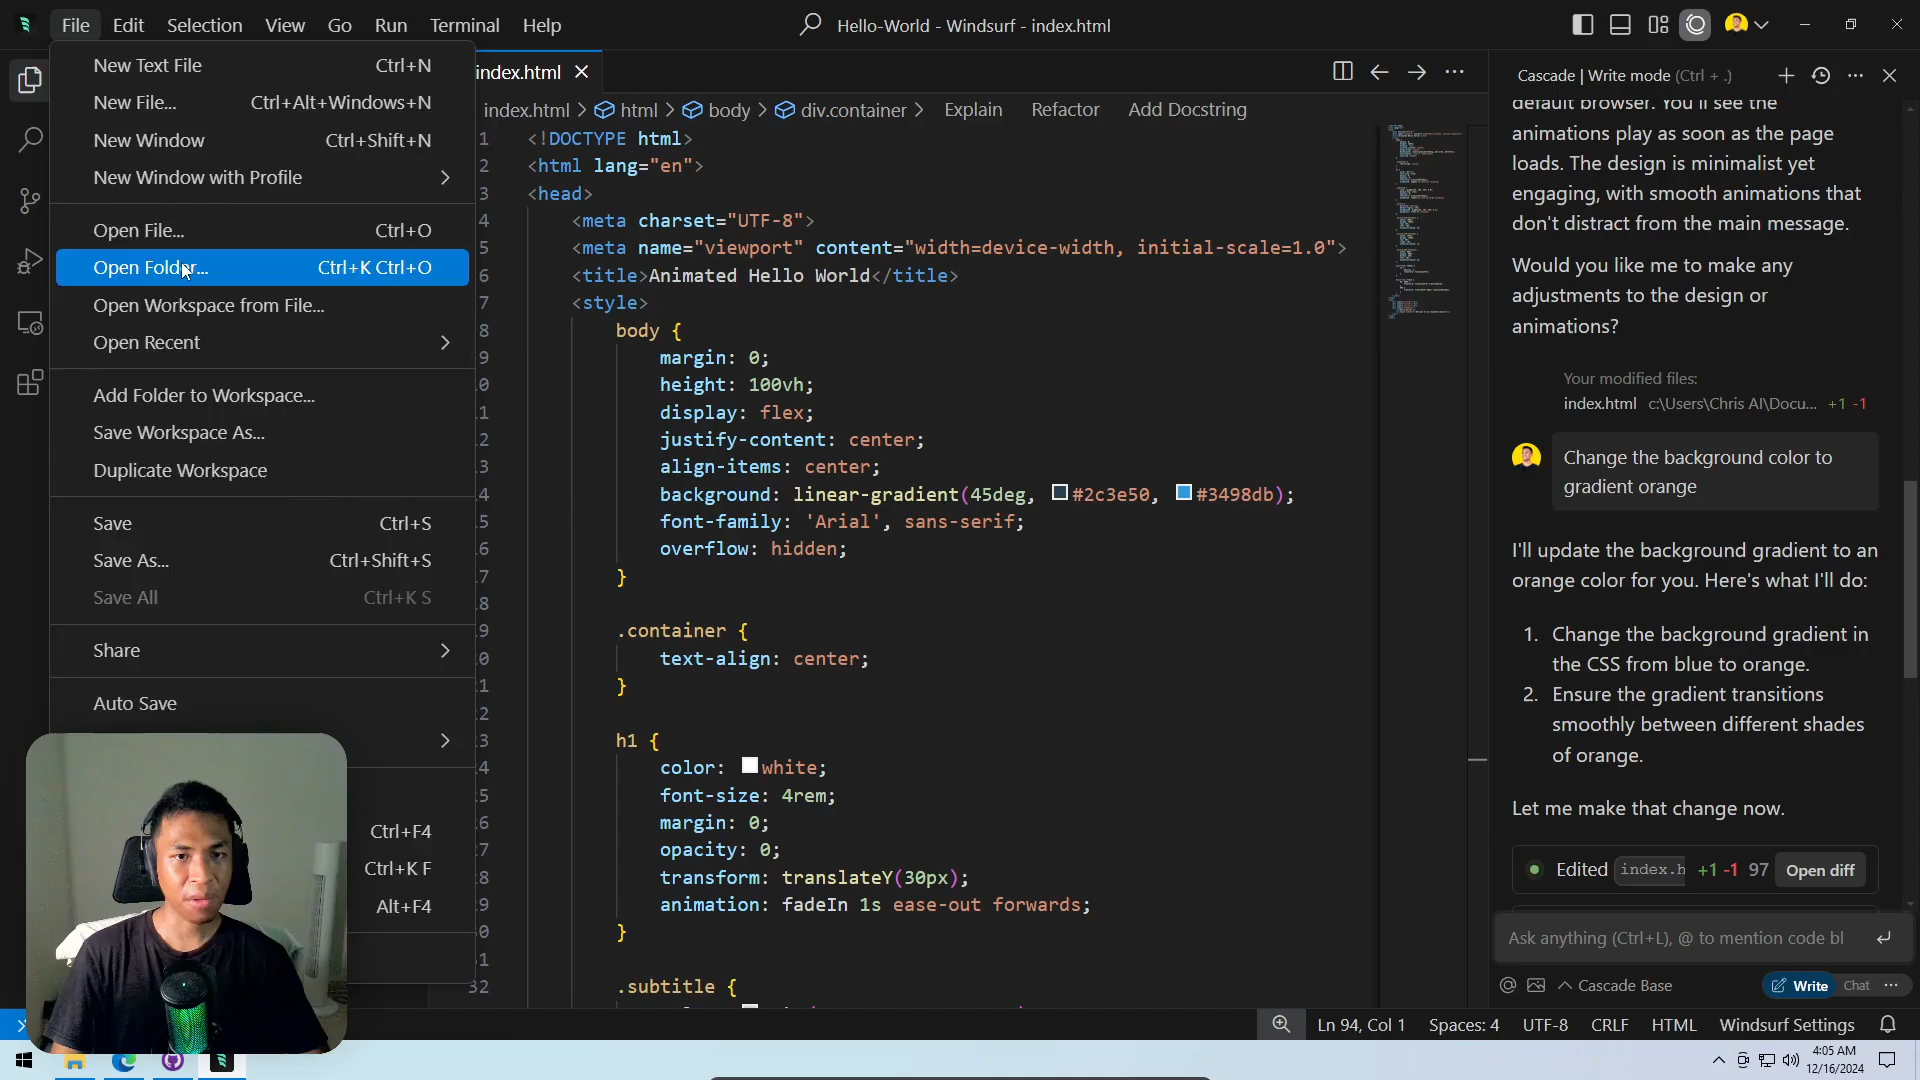 File Edit Selection View Go Run Terminal Help
Hello-World - Windsurf - index.html
New Text File Ctrl+N
New File... Ctrl+Alt+Windows+N
New Window Ctrl+Shift+N
New Window with Profile
Open File... Ctrl+O
Open Folder... Ctrl+K Ctrl+O
Open Workspace from File...
Open Recent
Add Folder to Workspace...
Save Workspace As...
Duplicate Workspace
Save Ctrl+S
Save As... Ctrl+Shift+S
Save All Ctrl+K S
Share
Auto Save
Ctrl+F4
Ctrl+K F
Alt+F4
index.html
index.html > html > body > div.container > Explain Refactor Add Docstring
1 <!DOCTYPE html>
2 <html lang="en">
3 <head>
4 <meta charset="UTF-8">
5 <meta name="viewport" content="width=device-width, initial-scale=1.0">
6 <title>Animated Hello World</title>
7 <style>
8 body {
9 margin: 0;
0 height: 100vh;
1 display: flex;
2 justify-content: center;
3 align-items: center;
4 background: linear-gradient(45deg, #2c3e50, #3498db);
5 font-family: 'Arial', sans-serif;
6 overflow: hidden;
7 }
8
9 .container {
0 text-align: center;
1 }
22
3 h1 {
4 color: white;
5 font-size: 4rem;
6 margin: 0;
7 opacity: 0;
8 transform: translateY(30px);
9 animation: fadeIn 1s ease-out forwards;
0 }
1
32 .subtitle {
Cascade | Write mode (Ctrl + .)
default browser. You'll see the
animations play as soon as the page
loads. The design is minimalist yet
engaging, with smooth animations that
don't distract from the main message.
Would you like me to make any
adjustments to the design or
animations?
Your modified files:
index.html c:\Users\Chris AI\Docu... +1 -1
Change the background color to
gradient orange
I'll update the background gradient to an
orange color for you. Here's what I'll do:
1. Change the background gradient in
the CSS from blue to orange.
2. Ensure the gradient transitions
smoothly between different shades
of orange.
Let me make that change now.
Edited index.h +1 -1 97 Open diff
Ask anything (Ctrl+L), @ to mention code bl
Cascade Base Write Chat ...
Ln 94, Col 1 Spaces: 4 UTF-8 CRLF HTML Windsurf Settings
4:05 AM
12/16/2024